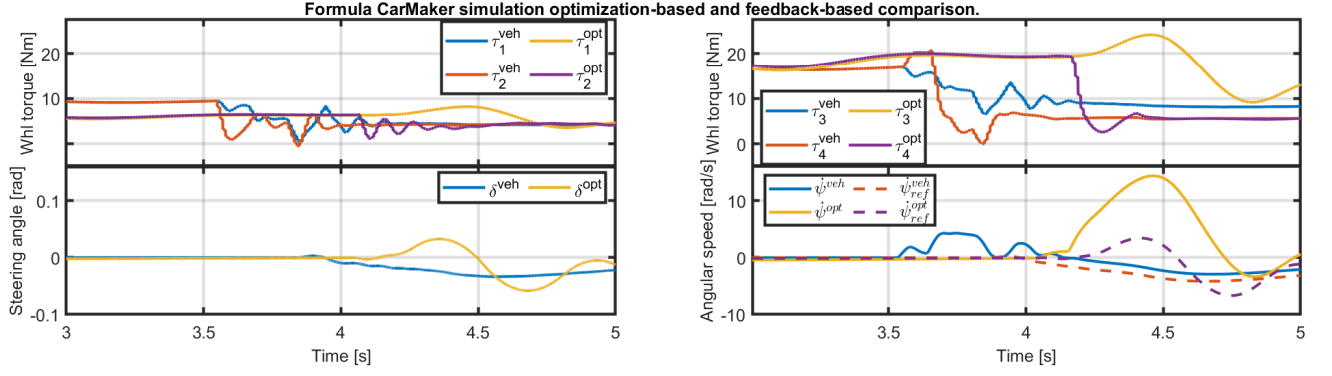 Formula CarMaker simulation optimization-based and feedback-based comparison.
Whl torque [Nm]
20
10
0
τ₁ᵛᵉʰ τ₁ᵒᵖᵗ
τ₂ᵛᵉʰ τ₂ᵒᵖᵗ
Steering angle [rad]
0.1
0
-0.1
δᵛᵉʰ δᵒᵖᵗ
3 3.5 4 4.5 5
Time [s]
Whl torque [Nm]
20
10
0
τ₃ᵛᵉʰ τ₃ᵒᵖᵗ
τ₄ᵛᵉʰ τ₄ᵒᵖᵗ
Angular speed [rad/s]
10
0
-10
ψ̇ᵛᵉʰ ψ̇ᵣₑfᵛᵉʰ
ψ̇ᵒᵖᵗ ψ̇ᵣₑfᵒᵖᵗ
3.5 4 4.5 5
Time [s]